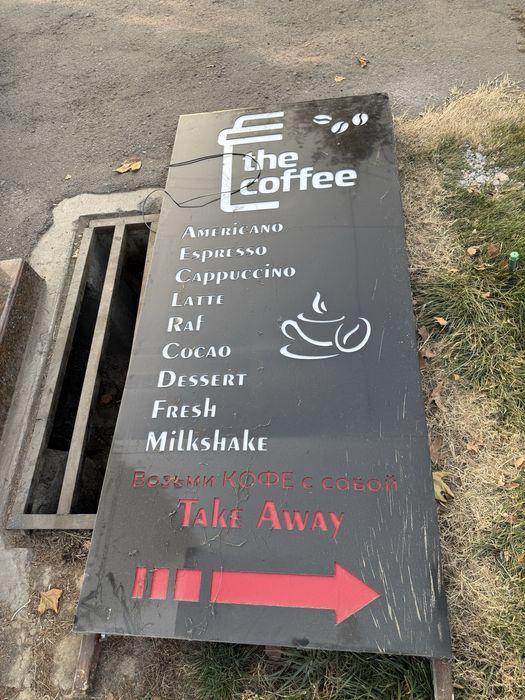 the
coffee
Americano
Espresso
Cappuccino
Latte
Raf
Cocao
Dessert
Fresh
Milkshake
Возьми КОФЕ с собой
Take Away